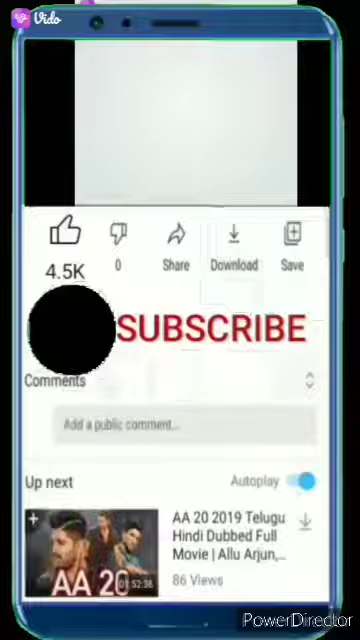 Vido
4.5K
0
Share
Download
Save
SUBSCRIBE
Comments
Add a public comment...
Up next
Autoplay
AA 20
01:52:36
AA 20 2019 Telugu
Hindi Dubbed Full
Movie | Allu Arjun,...
86 Views
PowerDirector